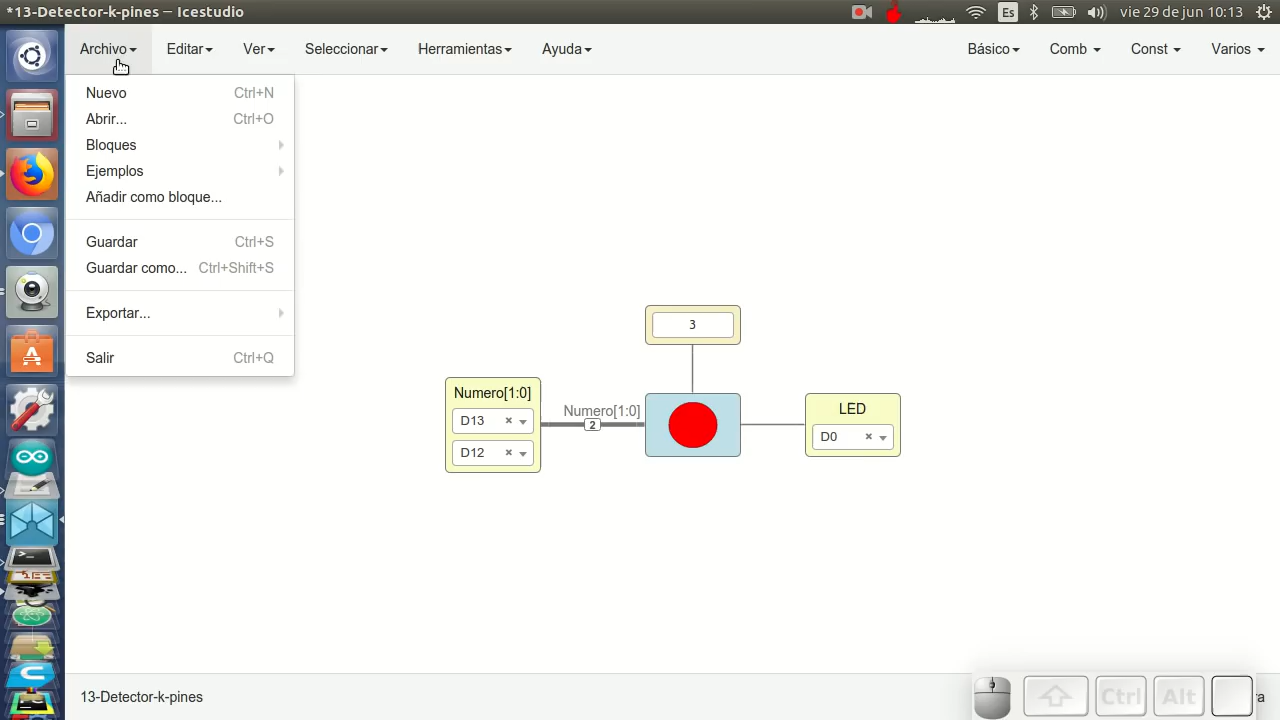 *13-Detector-k-pines — Icestudio
Es
vie 29 de jun 10:13
Archivo Editar Ver Seleccionar Herramientas Ayuda Básico Comb Const Varios
Nuevo Ctrl+N
Abrir... Ctrl+O
Bloques
Ejemplos
Añadir como bloque...
Guardar Ctrl+S
Guardar como... Ctrl+Shift+S
Exportar...
Salir Ctrl+Q
3
Numero[1:0]
D13
D12
Numero[1:0]
2
LED
D0
13-Detector-k-pines
Ctrl
Alt